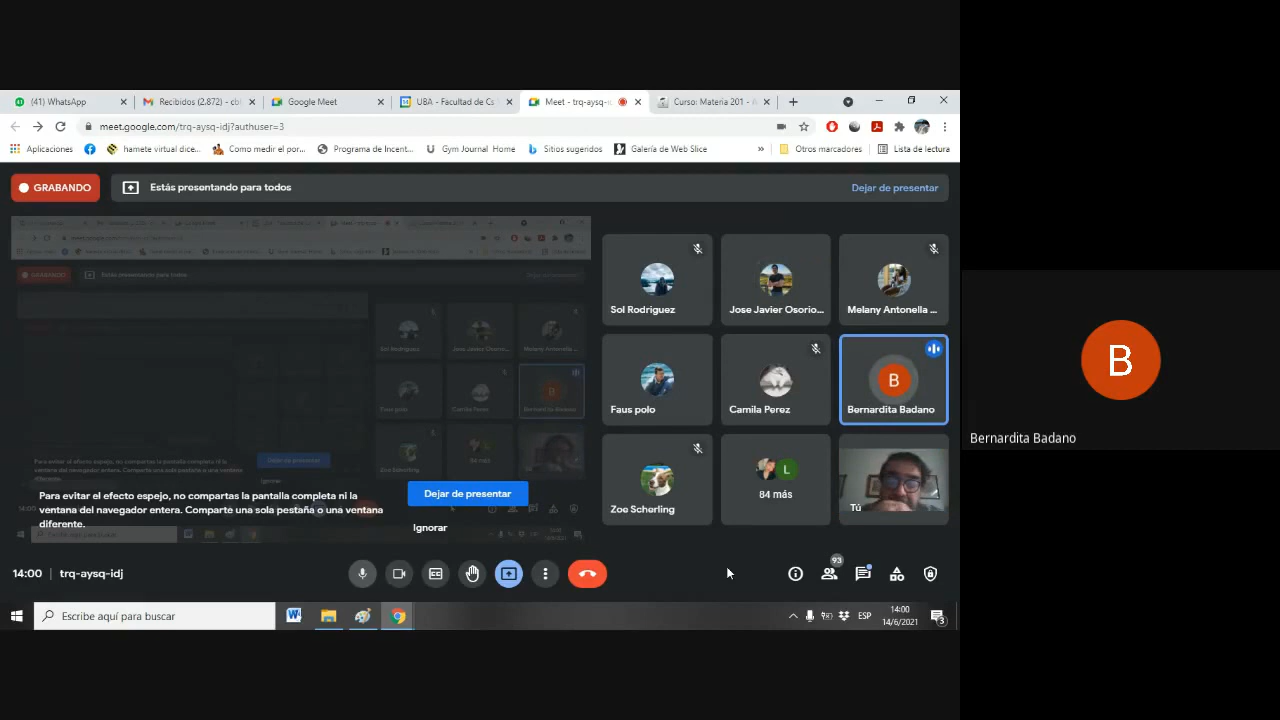 (41) WhatsApp
Recibidos (2.872) - cbl
Google Meet
UBA - Facultad de Cs
Meet - trq-aysq-id
Curso: Materia 201 -
meet.google.com/trq-aysq-idj?authuser=3
Aplicaciones
hamete virtual dice...
Como medir el por...
Programa de Incent...
Gym Journal Home
Sitios sugeridos
Galería de Web Slice
»
Otros marcadores
Lista de lectura
GRABANDO
Estás presentando para todos
Dejar de presentar
Sol Rodriguez
Jose Javier Osorio...
Melany Antonella ...
Faus polo
Camila Perez
B
Bernardita Badano
Zoe Scherling
L
84 más
Tú
Para evitar el efecto espejo, no compartas la pantalla completa ni la
ventana del navegador entera. Comparte una sola pestaña o una ventana
diferente.
Dejar de presentar
Ignorar
14:00 | trq-aysq-idj
93
Escribe aquí para buscar
ESP
14:00
14/6/2021
3
B
Bernardita Badano